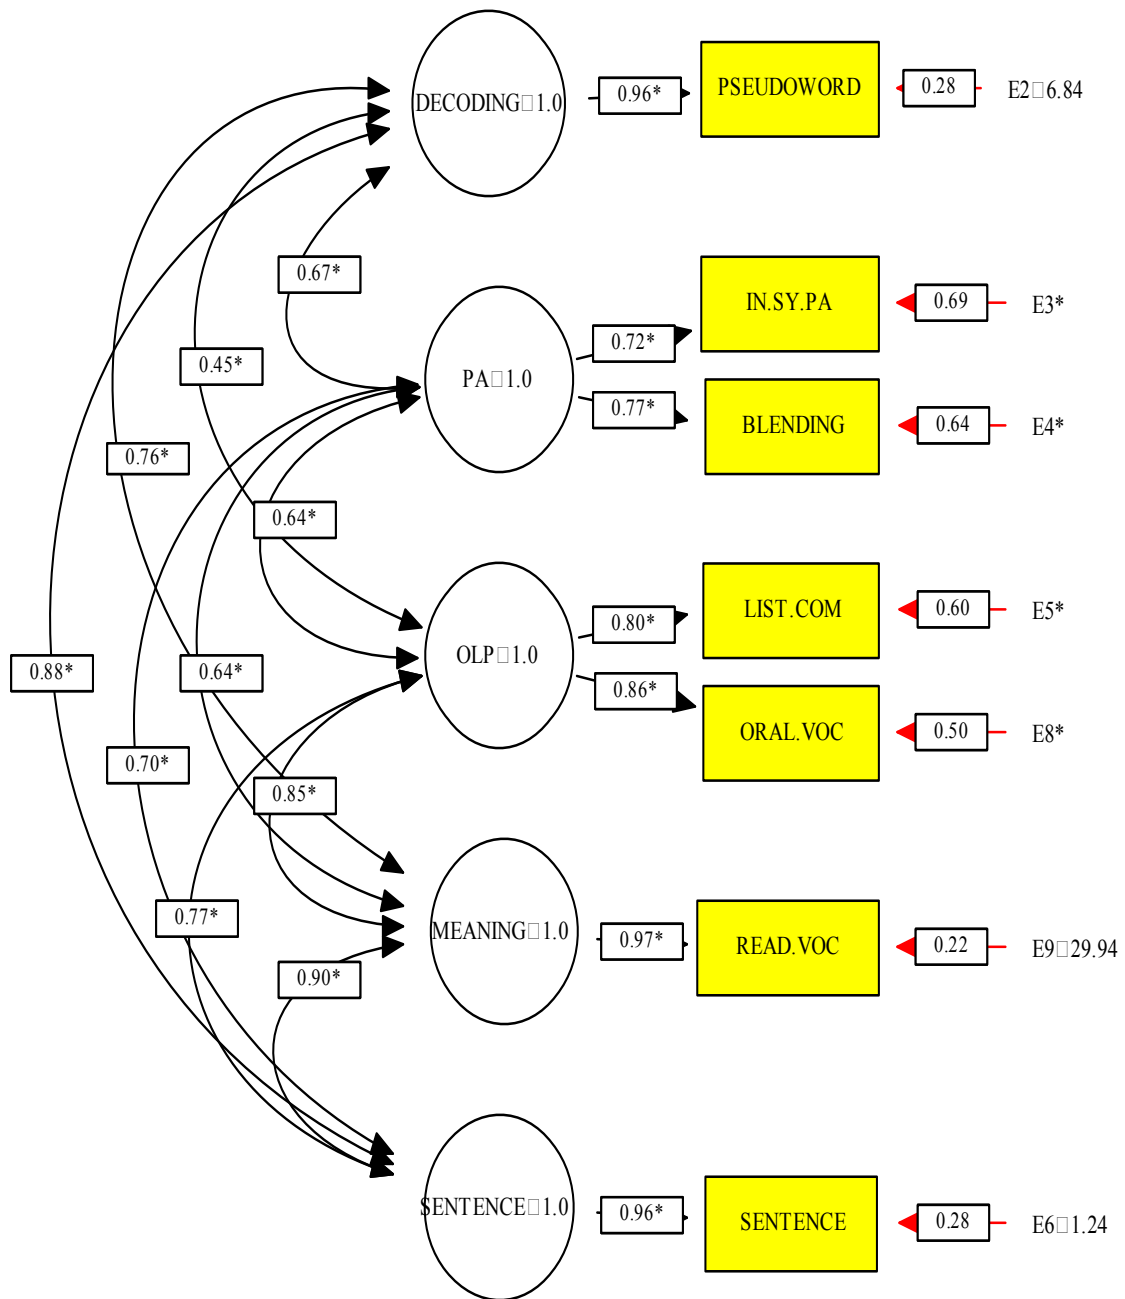 DECODING□1.0
0.96*
PSEUDOWORD
0.28
E2□6.84
0.67*
IN.SY.PA
0.69
E3*
0.72*
0.45*
PA□1.0
0.77*
BLENDING
0.64
E4*
0.76*
0.64*
LIST.COM
0.60
E5*
0.80*
OLP□1.0
0.88*
0.64*
0.86*
ORAL.VOC
0.50
E8*
0.70*
0.85*
0.77*
MEANING□1.0
0.97*
READ.VOC
0.22
E9□29.94
0.90*
SENTENCE□1.0
0.96*
SENTENCE
0.28
E6□1.24